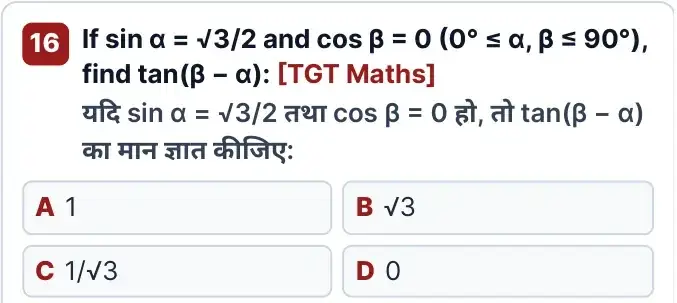 16 If sin α = √3/2 and cos β = 0 (0° ≤ α, β ≤ 90°),
find tan(β − α): [TGT Maths]
यदि sin α = √3/2 तथा cos β = 0 हो, तो tan(β − α)
का मान ज्ञात कीजिए:
A 1
B √3
C 1/√3
D 0